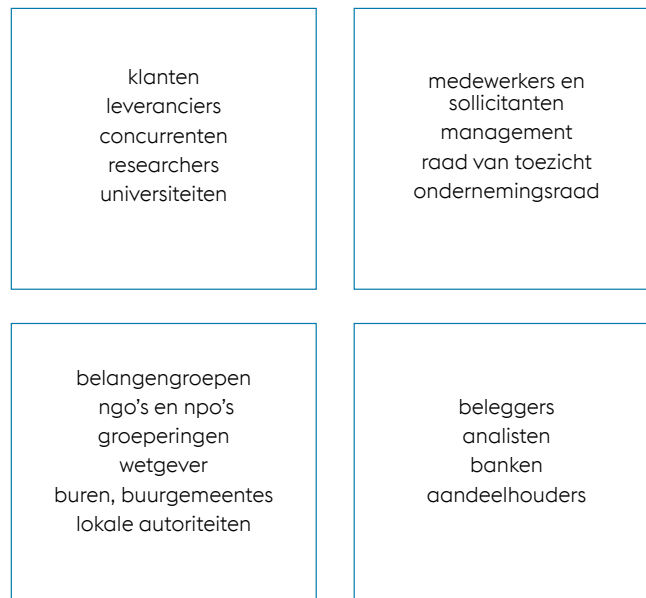 klanten
leveranciers
concurrenten
researchers
universiteiten
medewerkers en
sollicitanten
management
raad van toezicht
ondernemingsraad
belangengroepen
ngo’s en npo’s
groeperingen
wetgever
buren, buurgemeentes
lokale autoriteiten
beleggers
analisten
banken
aandeelhouders